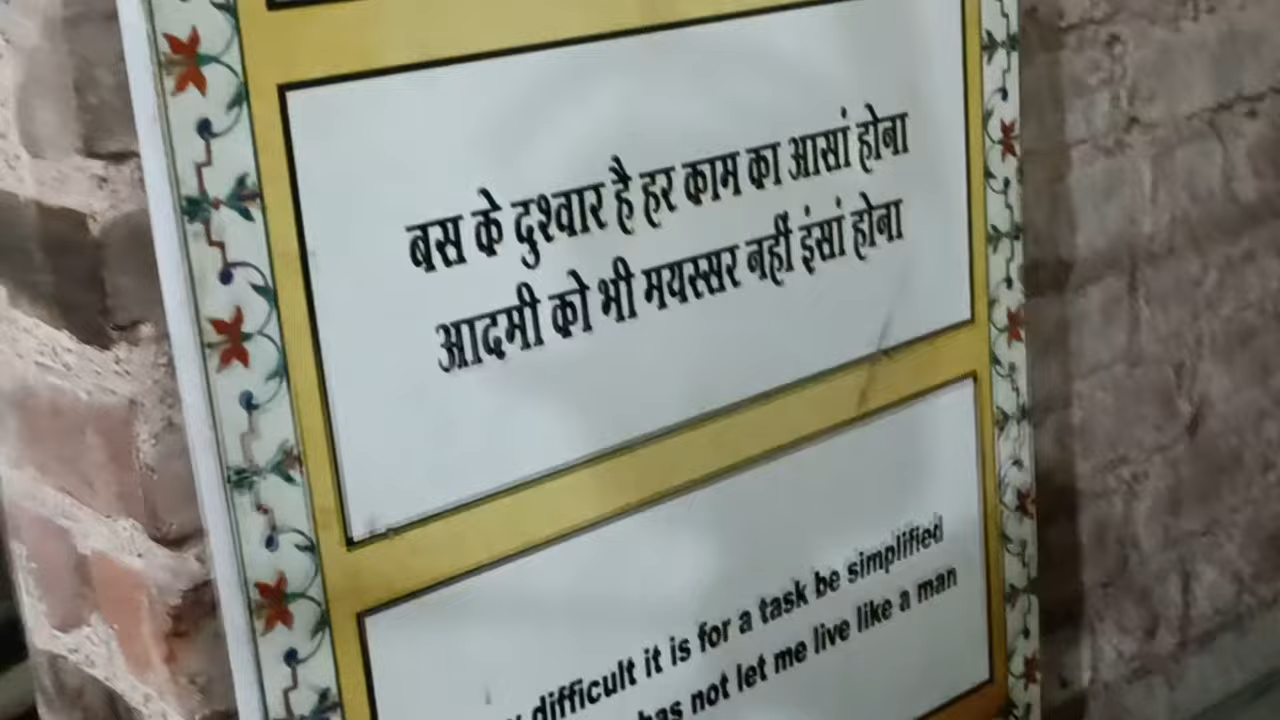 बस के दुश्वार है हर काम का आसां होना
आदमी को भी मयस्सर नहीं इंसां होना
difficult it is for a task be simplified
has not let me live like a man